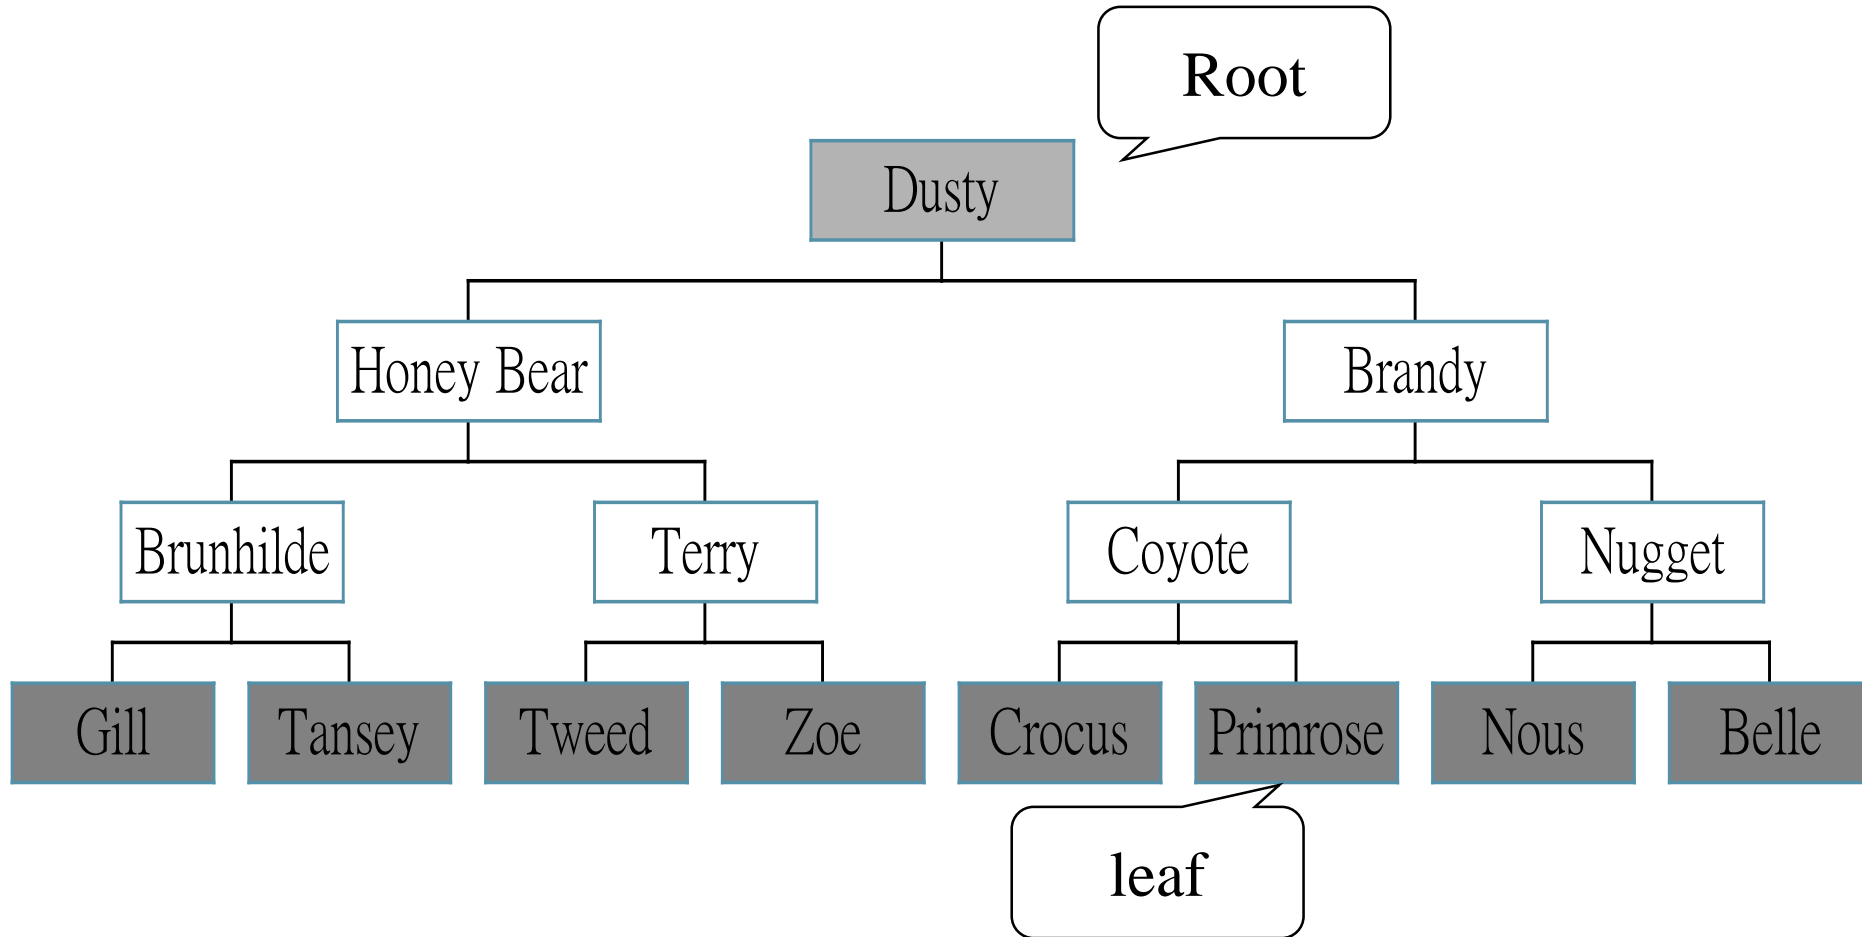 Root
Dusty
Honey Bear
Brandy
Brunhilde
Terry
Coyote
Nugget
Gill
Tansey
Tweed
Zoe
Crocus
Primrose
Nous
Belle
leaf